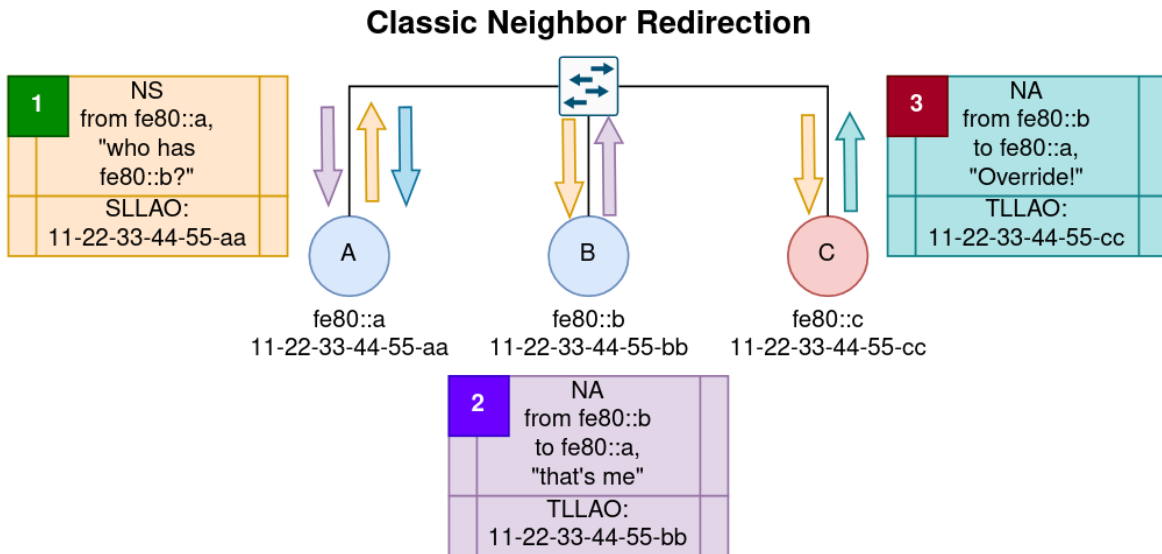 Classic Neighbor Redirection
1
NS
from fe80::a,
"who has
fe80::b?"
SLLAO:
11-22-33-44-55-aa
3
NA
from fe80::b
to fe80::a,
"Override!"
TLLAO:
11-22-33-44-55-cc
A
B
C
fe80::a
11-22-33-44-55-aa
fe80::b
11-22-33-44-55-bb
fe80::c
11-22-33-44-55-cc
2
NA
from fe80::b
to fe80::a,
"that's me"
TLLAO:
11-22-33-44-55-bb